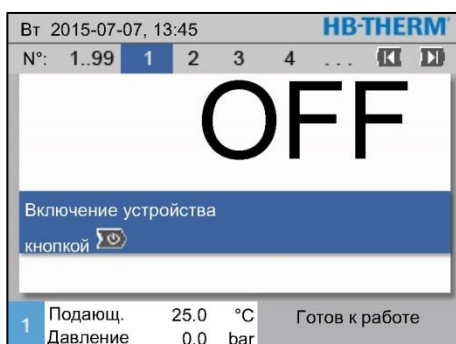 Вт 2015-07-07, 13:45 HB-THERM
N°: 1..99 1 2 3 4 ...
OFF
Включение устройства
кнопкой
1 Подающ. 25.0 °C Готов к работе
Давление 0.0 bar